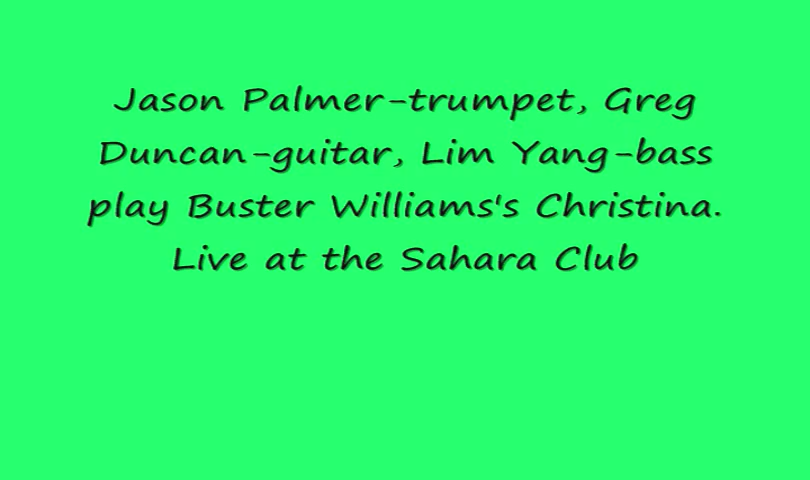 Jason Palmer-trumpet, Greg
Duncan-guitar, Lim Yang-bass
play Buster Williams's Christina.
Live at the Sahara Club